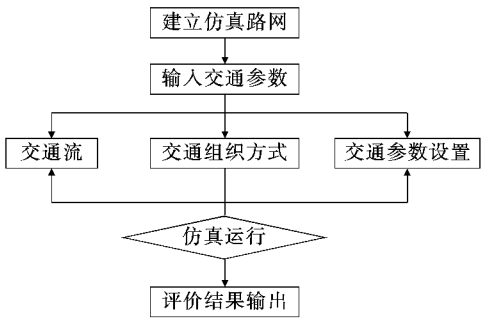 建立仿真路网
输入交通参数
交通流
交通组织方式
交通参数设置
仿真运行
评价结果输出